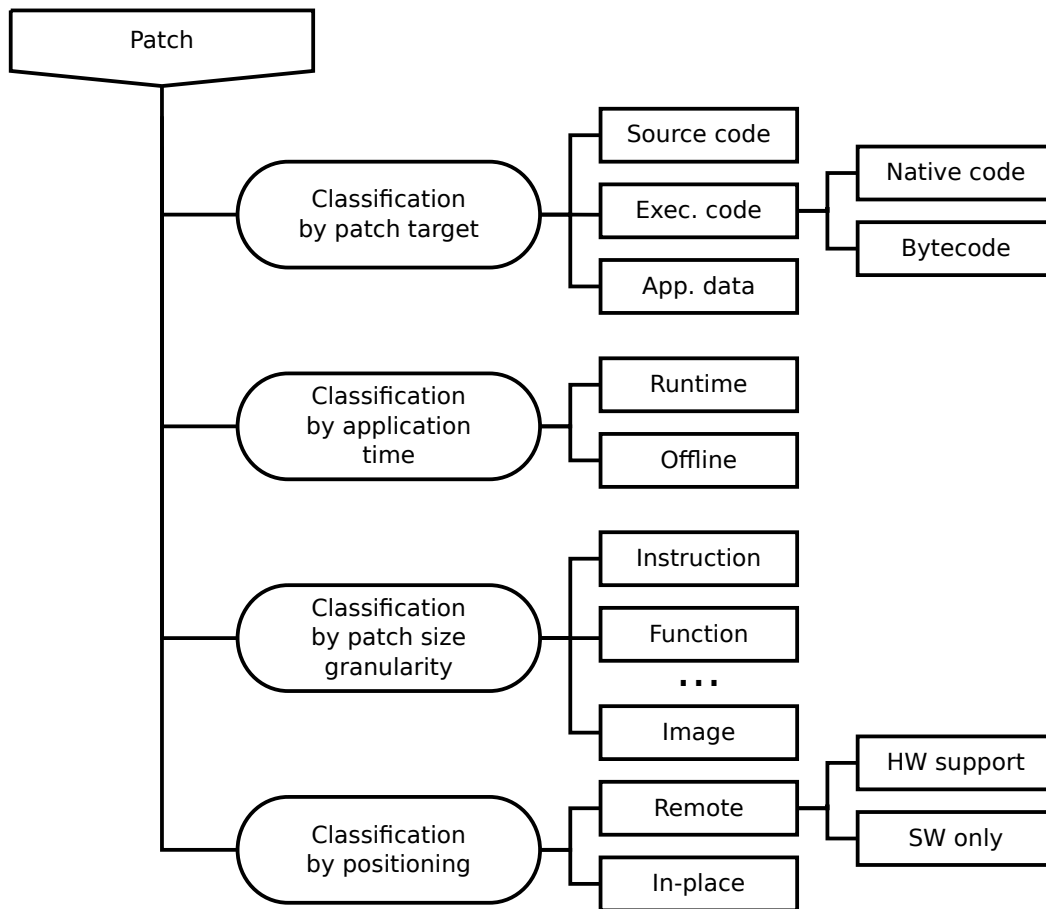 Patch
Classification
by patch target
Source code
Exec. code
App. data
Native code
Bytecode
Classification
by application
time
Runtime
Offline
Classification
by patch size
granularity
Instruction
Function
...
Image
Classification
by positioning
Remote
In-place
HW support
SW only